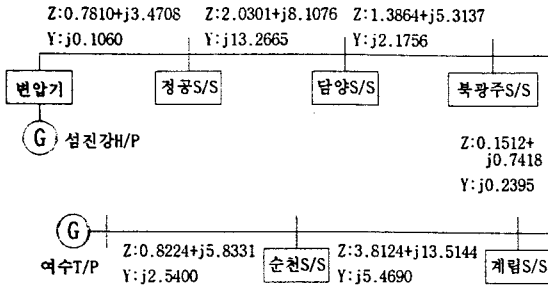 Z:0.7810+j3.4708 Z:2.0301+j8.1076 Z:1.3864+j5.3137
Y:j0.1060 Y:j13.2665 Y:j2.1756
변압기 정공S/S 담양S/S 북광주S/S
G 섬진강H/P
Z:0.1512+
j0.7418
Y:j0.2395
G
여수T/P
Z:0.8224+j5.8331 순천S/S Z:3.8124+j13.5144 계림S/S
Y:j2.5400 Y:j5.4690